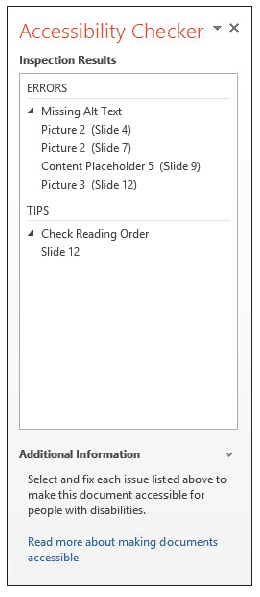 Accessibility Checker
Inspection Results
ERRORS
Missing Alt Text
Picture 2 (Slide 4)
Picture 2 (Slide 7)
Content Placeholder 5 (Slide 9)
Picture 3 (Slide 12)
TIPS
Check Reading Order
Slide 12
Additional Information
Select and fix each issue listed above to
make this document accessible for
people with disabilities.
Read more about making documents
accessible